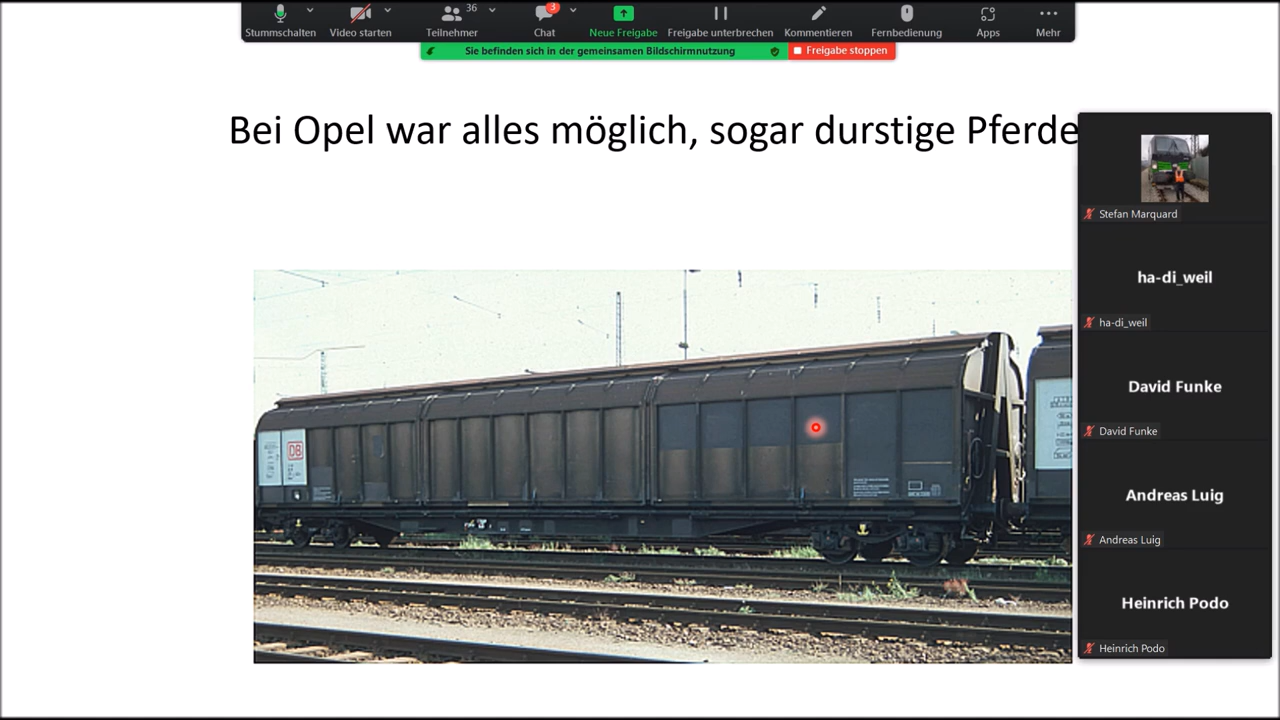 36
3
Stummschalten
Video starten
Teilnehmer
Chat
Neue Freigabe
Freigabe unterbrechen
Kommentieren
Fernbedienung
Apps
Mehr
Sie befinden sich in der gemeinsamen Bildschirmnutzung
Freigabe stoppen
Bei Opel war alles möglich, sogar durstige Pferde
Stefan Marquard
ha-di_weil
ha-di_weil
David Funke
David Funke
Andreas Luig
Andreas Luig
Heinrich Podo
Heinrich Podo
DB